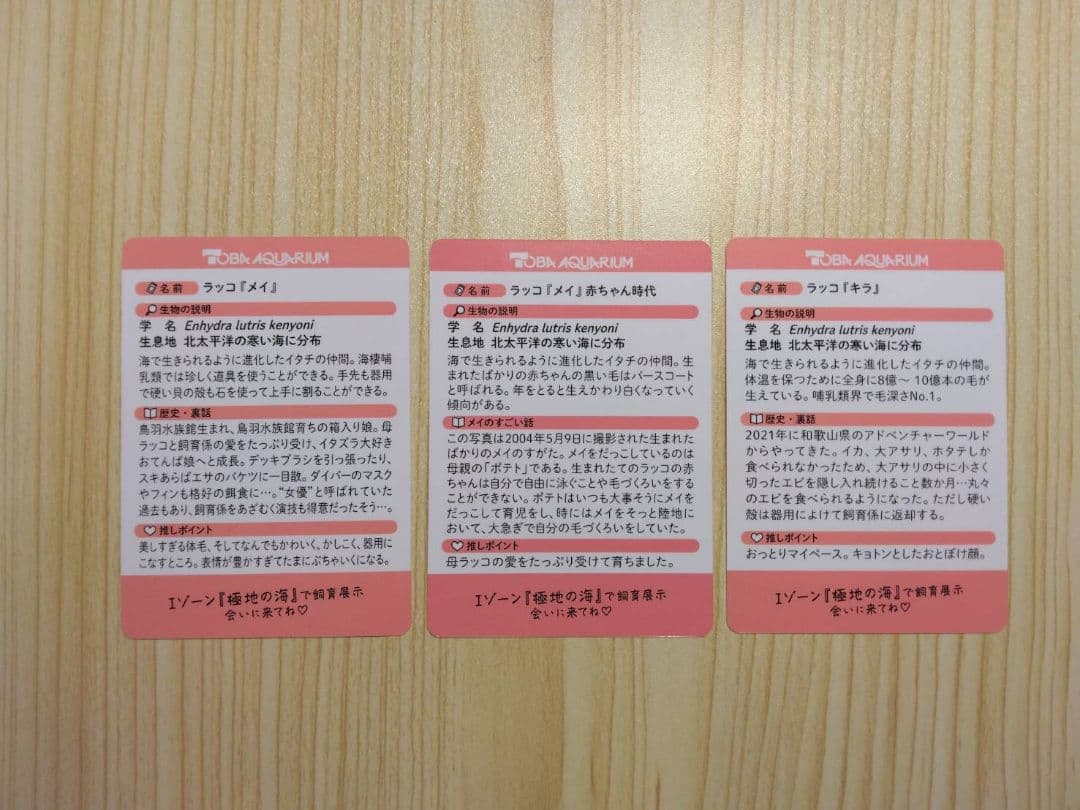 TOBA AQUARIUM
名前 ラッコ『メイ』
生物の説明
学 名 Enhydra lutris kenyoni
生息地 北太平洋の寒い海に分布
海で生きられるように進化したイタチの仲間。海棲哺
乳類では珍しく道具を使うことができる。手先も器用
で硬い貝の殻も石を使って上手に割ることができる。
歴史・裏話
鳥羽水族館生まれ、鳥羽水族館育ちの箱入り娘。母
ラッコと飼育係の愛をたっぷり受け、イタズラ大好き
おてんば娘へと成長。デッキブラシを引っ張ったり、
スキあらばエサのバケツに一目散。ダイバーのマスク
やフィンも格好の餌食に…。“女優”と呼ばれていた
過去もあり、飼育係をあざむく演技も得意だったそう…。
推しポイント
美しすぎる体毛、そしてなんでもかわいく、かしこく、器用に
こなすところ。表情が豊かすぎてたまにぶちゃいくになる。
Iゾーン『極地の海』で飼育展示
会いに来てね♡
TOBA AQUARIUM
名前 ラッコ『メイ』赤ちゃん時代
生物の説明
学 名 Enhydra lutris kenyoni
生息地 北太平洋の寒い海に分布
海で生きられるように進化したイタチの仲間。生
まれたばかりの赤ちゃんの黒い毛はバースコート
と呼ばれる。年をとると生えかわり白くなっていく
傾向がある。
メイのすごい話
この写真は2004年5月9日に撮影された生まれた
ばかりのメイのすがた。メイをだっこしているのは
母親の「ポテト」である。生まれたてのラッコの赤
ちゃんは自分で自由に泳ぐことや毛づくろいをする
ことができない。ポテトはいつも大事そうにメイを
だっこして育児をし、時にはメイをそっと陸地に
おいて、大急ぎで自分の毛づくろいをしていた。
推しポイント
母ラッコの愛をたっぷり受けて育ちました。
Iゾーン『極地の海』で飼育展示
会いに来てね♡
TOBA AQUARIUM
名前 ラッコ『キラ』
生物の説明
学 名 Enhydra lutris kenyoni
生息地 北太平洋の寒い海に分布
海で生きられるように進化したイタチの仲間。
体温を保つために全身に8億〜10億本の毛が
生えている。哺乳類界で毛深さNo.1。
歴史・裏話
2021年に和歌山県のアドベンチャーワールド
からやってきた。イカ、大アサリ、ホタテしか
食べられなかったため、大アサリの中に小さく
切ったエビを隠し入れ続けること数か月…丸々
のエビを食べられるようになった。ただし硬い
殻は器用によけて飼育係に返却する。
推しポイント
おっとりマイペース。キョトンとしたおとぼけ顔。
Iゾーン『極地の海』で飼育展示
会いに来てね♡